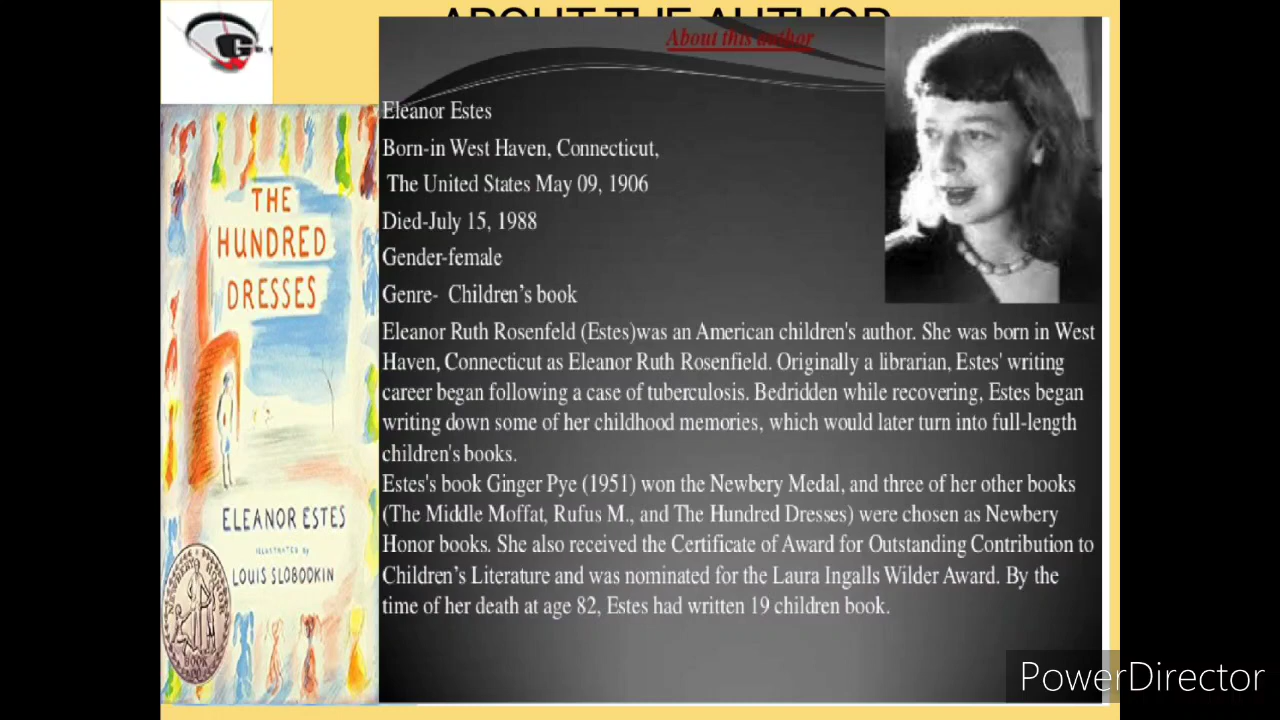 ABOUT THE AUTHOR
About this author
Eleanor Estes
Born-in West Haven, Connecticut,
The United States May 09, 1906
Died-July 15, 1988
Gender-female
Genre- Children's book
Eleanor Ruth Rosenfeld (Estes)was an American children's author. She was born in West
Haven, Connecticut as Eleanor Ruth Rosenfield. Originally a librarian, Estes' writing
career began following a case of tuberculosis. Bedridden while recovering, Estes began
writing down some of her childhood memories, which would later turn into full-length
children's books.
Estes's book Ginger Pye (1951) won the Newbery Medal, and three of her other books
(The Middle Moffat, Rufus M., and The Hundred Dresses) were chosen as Newbery
Honor books. She also received the Certificate of Award for Outstanding Contribution to
Children's Literature and was nominated for the Laura Ingalls Wilder Award. By the
time of her death at age 82, Estes had written 19 children book.
THE
HUNDRED
DRESSES
ELEANOR ESTES
ILLUSTRATED by
LOUIS SLOBODKIN
BOOK
PowerDirector